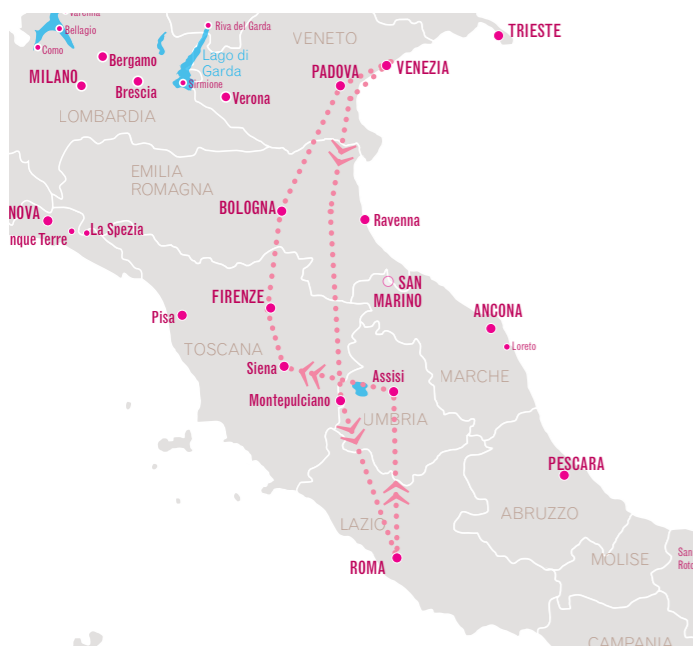 Varenna
Bellagio
Como
Riva del Garda
TRIESTE
VENETO
Lago di
Garda
Bergamo
PADOVA
VENEZIA
MILANO
Brescia
Sirmione
Verona
LOMBARDIA
EMILIA
ROMAGNA
BOLOGNA
NOVA
Ravenna
nque Terre
La Spezia
SAN
MARINO
FIRENZE
ANCONA
Pisa
TOSCANA
Loreto
Siena
Assisi
MARCHE
Montepulciano
UMBRIA
PESCARA
LAZIO
ABRUZZO
ROMA
MOLISE
San
Roto
CAMPANIA